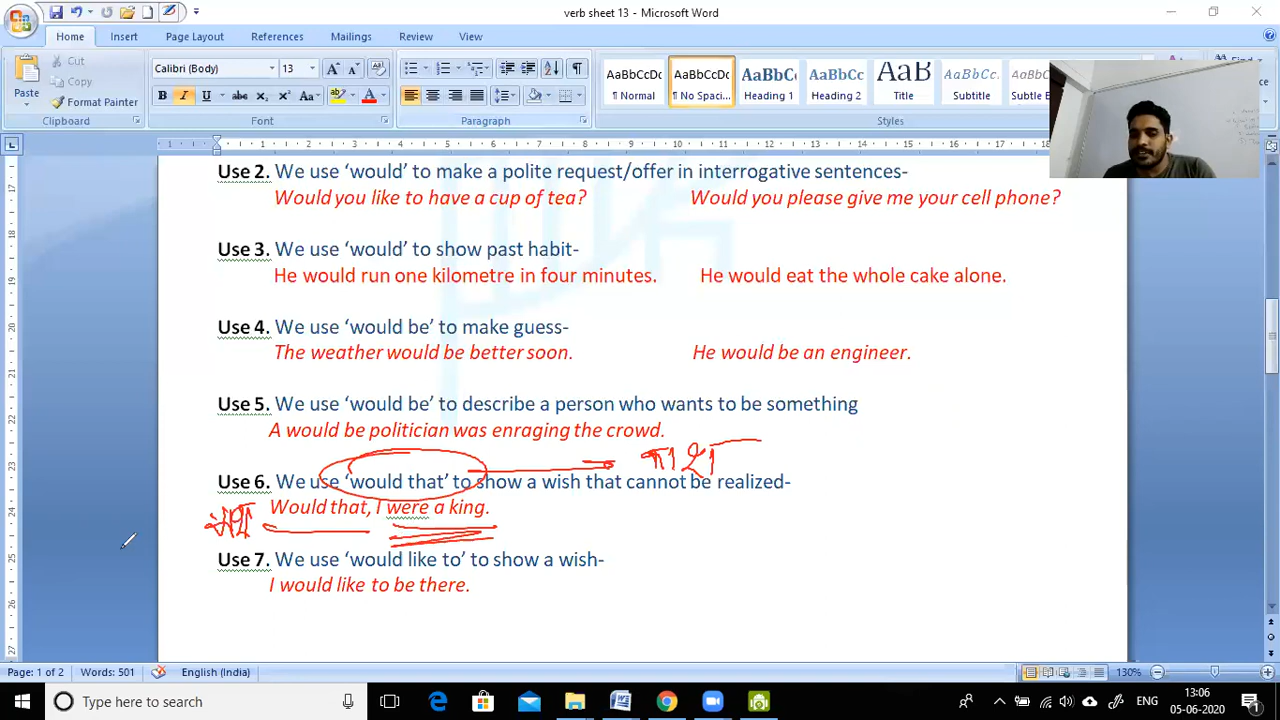 verb sheet 13 - Microsoft Word
Home Insert Page Layout References Mailings Review View
Paste
Cut
Copy
Format Painter
Clipboard
Calibri (Body) 13
Font
Paragraph
AaBbCcDc AaBbCcDc AaBbC( AaBbCc AaB AaBbCc. AaBbCc.
¶ Normal ¶ No Spaci... Heading 1 Heading 2 Title Subtitle Subtle E
Styles
Use 2. We use ‘would’ to make a polite request/offer in interrogative sentences-
Would you like to have a cup of tea? Would you please give me your cell phone?
Use 3. We use ‘would’ to show past habit-
He would run one kilometre in four minutes. He would eat the whole cake alone.
Use 4. We use ‘would be’ to make guess-
The weather would be better soon. He would be an engineer.
Use 5. We use ‘would be’ to describe a person who wants to be something
A would be politician was enraging the crowd.
Use 6. We use ‘would that’ to show a wish that cannot be realized-
Would that, I were a king.
Use 7. We use ‘would like to’ to show a wish-
I would like to be there.
Page: 1 of 2 Words: 501 English (India) 130%
Type here to search
ENG
13:06
05-06-2020